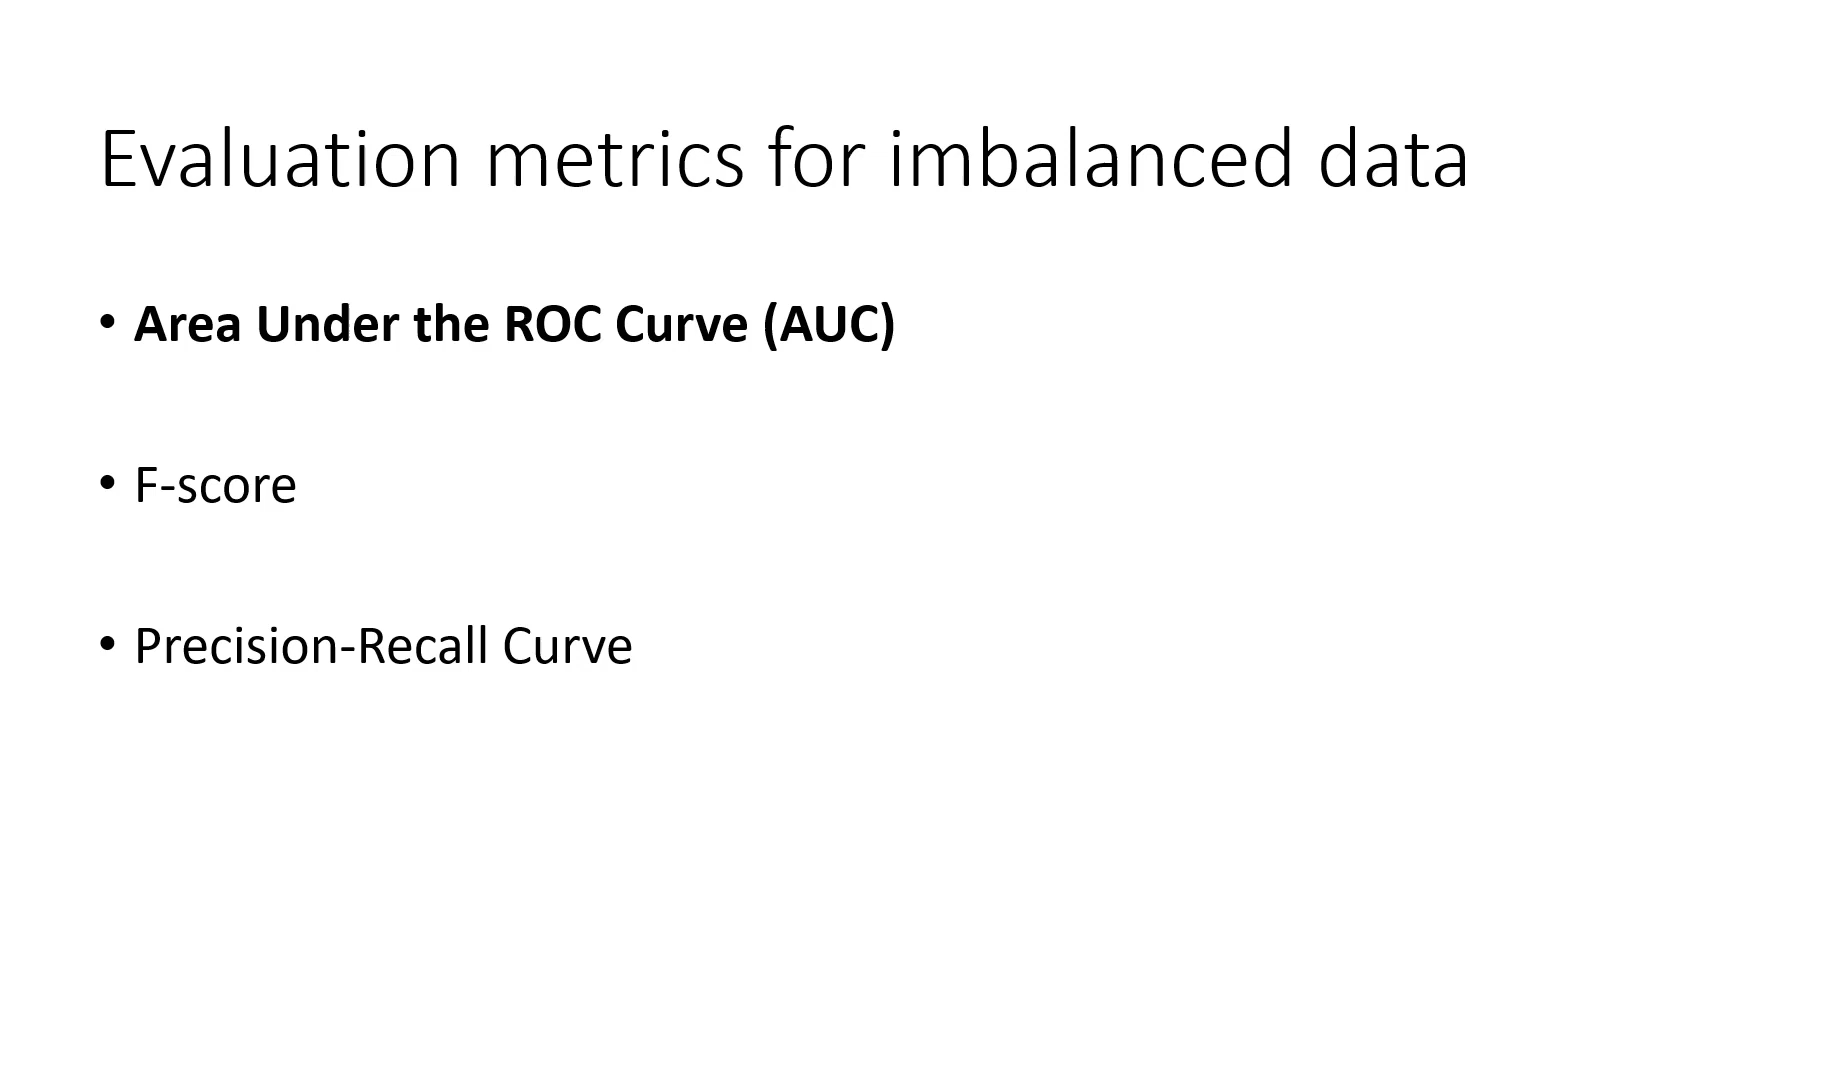 Evaluation metrics for imbalanced data
• Area Under the ROC Curve (AUC)
• F-score
• Precision-Recall Curve